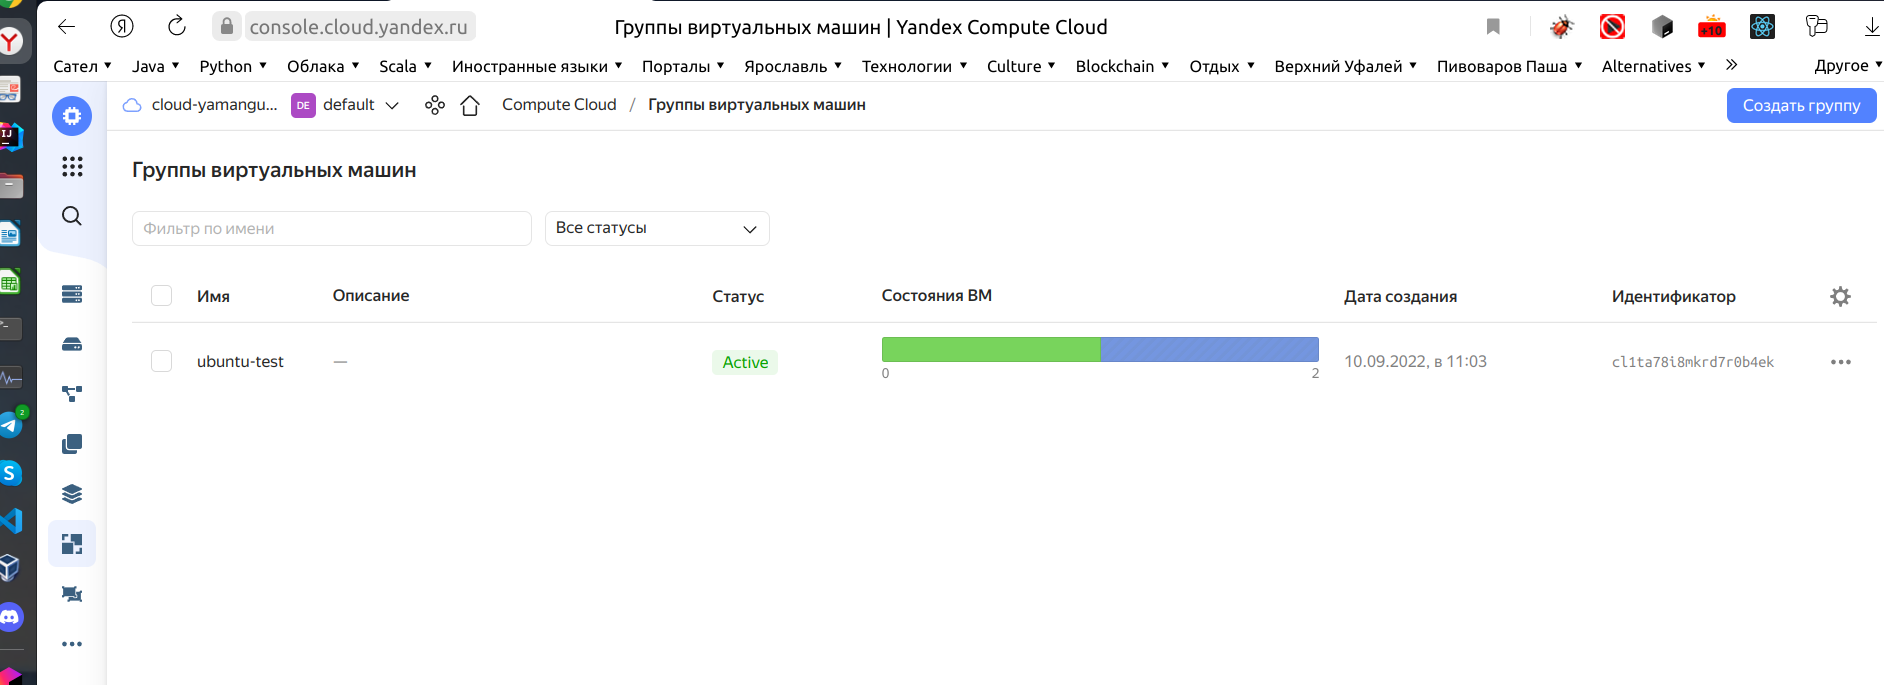 console.cloud.yandex.ru
Группы виртуальных машин | Yandex Compute Cloud
+10
Сател Java Python Облака Scala Иностранные языки Порталы Ярославль Технологии Culture Blockchain Отдых Верхний Уфалей Пивоваров Паша Alternatives » Другое
cloud-yamangu... DE default Compute Cloud / Группы виртуальных машин Создать группу
Группы виртуальных машин
Фильтр по имени Все статусы
Имя Описание Статус Состояния ВМ Дата создания Идентификатор
ubuntu-test — Active 10.09.2022, в 11:03 cl1ta78i8mkrd7r0b4ek
0 2
IJ
2